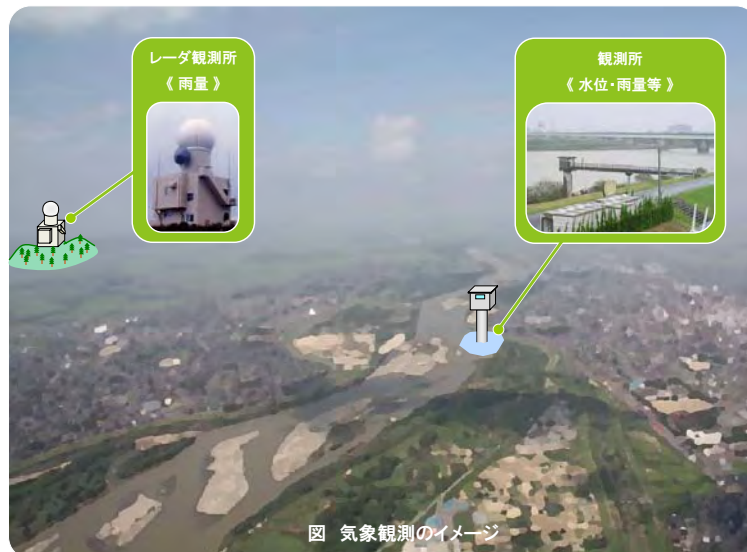 レーダ観測所
《 雨量 》
観測所
《 水位・雨量等 》
図 気象観測のイメージ